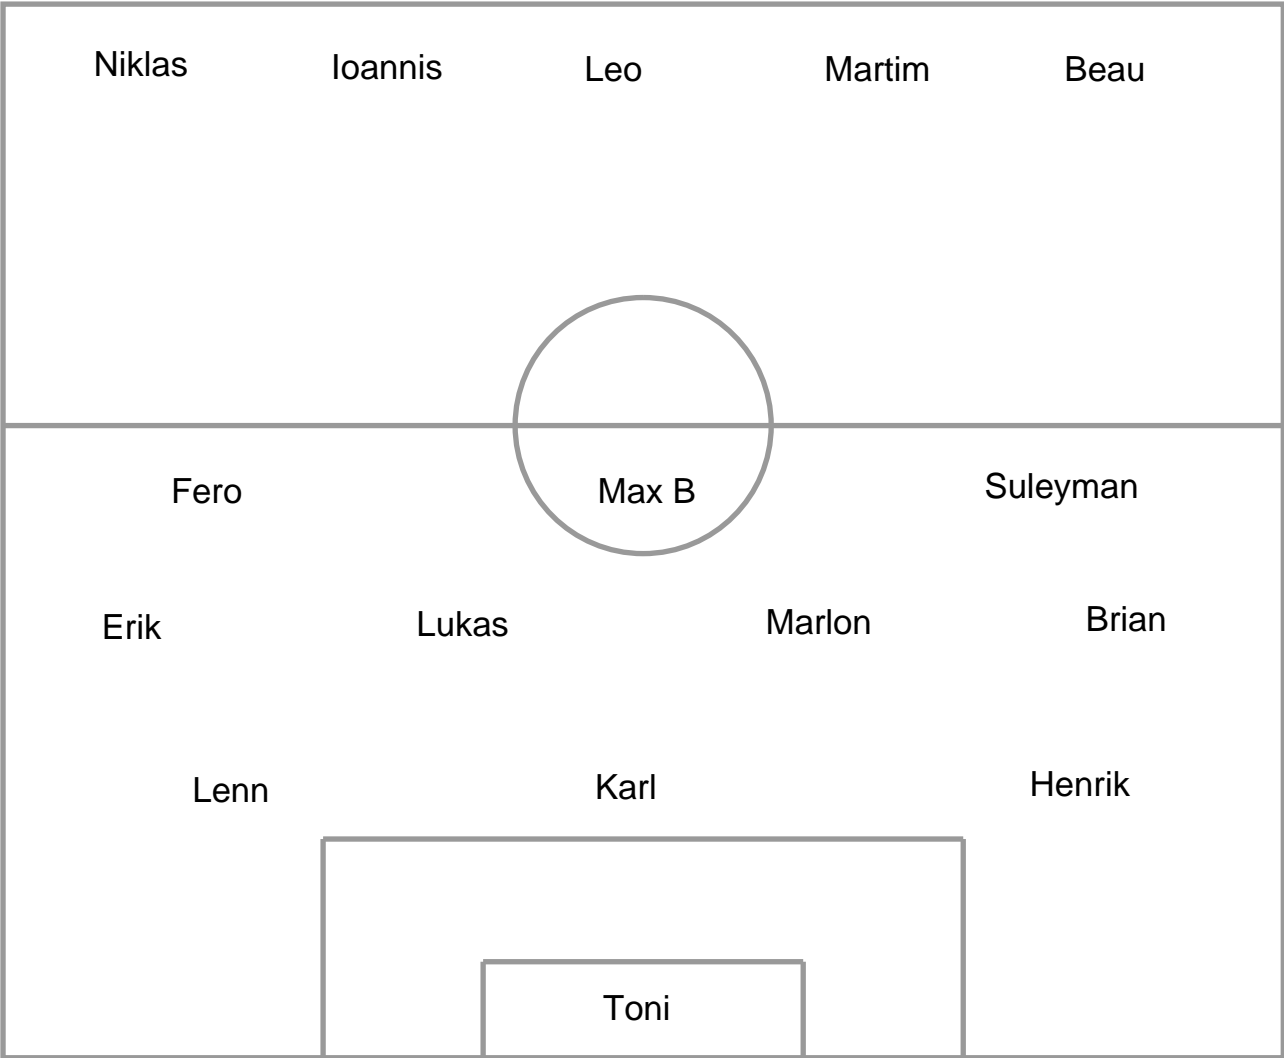 Niklas Ioannis Leo Martim Beau
Fero Max B Suleyman
Erik Lukas Marlon Brian
Lenn Karl Henrik
Toni